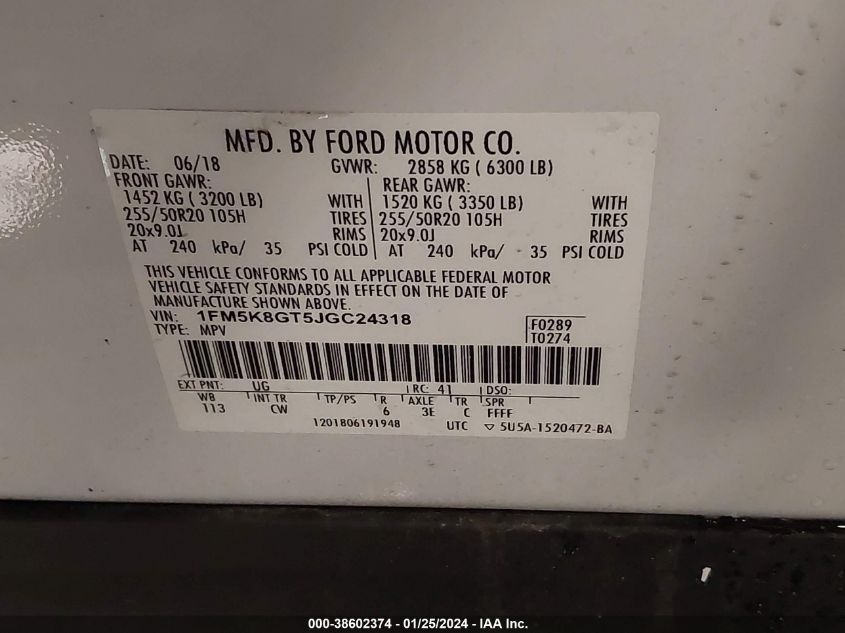 MFD. BY FORD MOTOR CO.
DATE: 06/18 GVWR: 2858 KG ( 6300 LB)
FRONT GAWR: REAR GAWR:
1452 KG ( 3200 LB) WITH 1520 KG ( 3350 LB) WITH
255/50R20 105H TIRES 255/50R20 105H TIRES
20x9.0J RIMS 20x9.0J RIMS
AT 240 kPa/ 35 PSI COLD AT 240 kPa/ 35 PSI COLD
THIS VEHICLE CONFORMS TO ALL APPLICABLE FEDERAL MOTOR
VEHICLE SAFETY STANDARDS IN EFFECT ON THE DATE OF
MANUFACTURE SHOWN ABOVE.
VIN: 1FM5K8GT5JGC24318 F0289
TYPE: MPV T0274
EXT PNT: UG RC: 41 DSO:
WB INT TR TP/PS R AXLE TR SPR
113 CW 6 3E C FFFF
1201806191948 UTC ▽ 5U5A-1520472-BA
000-38602374 - 01/25/2024 - IAA Inc.